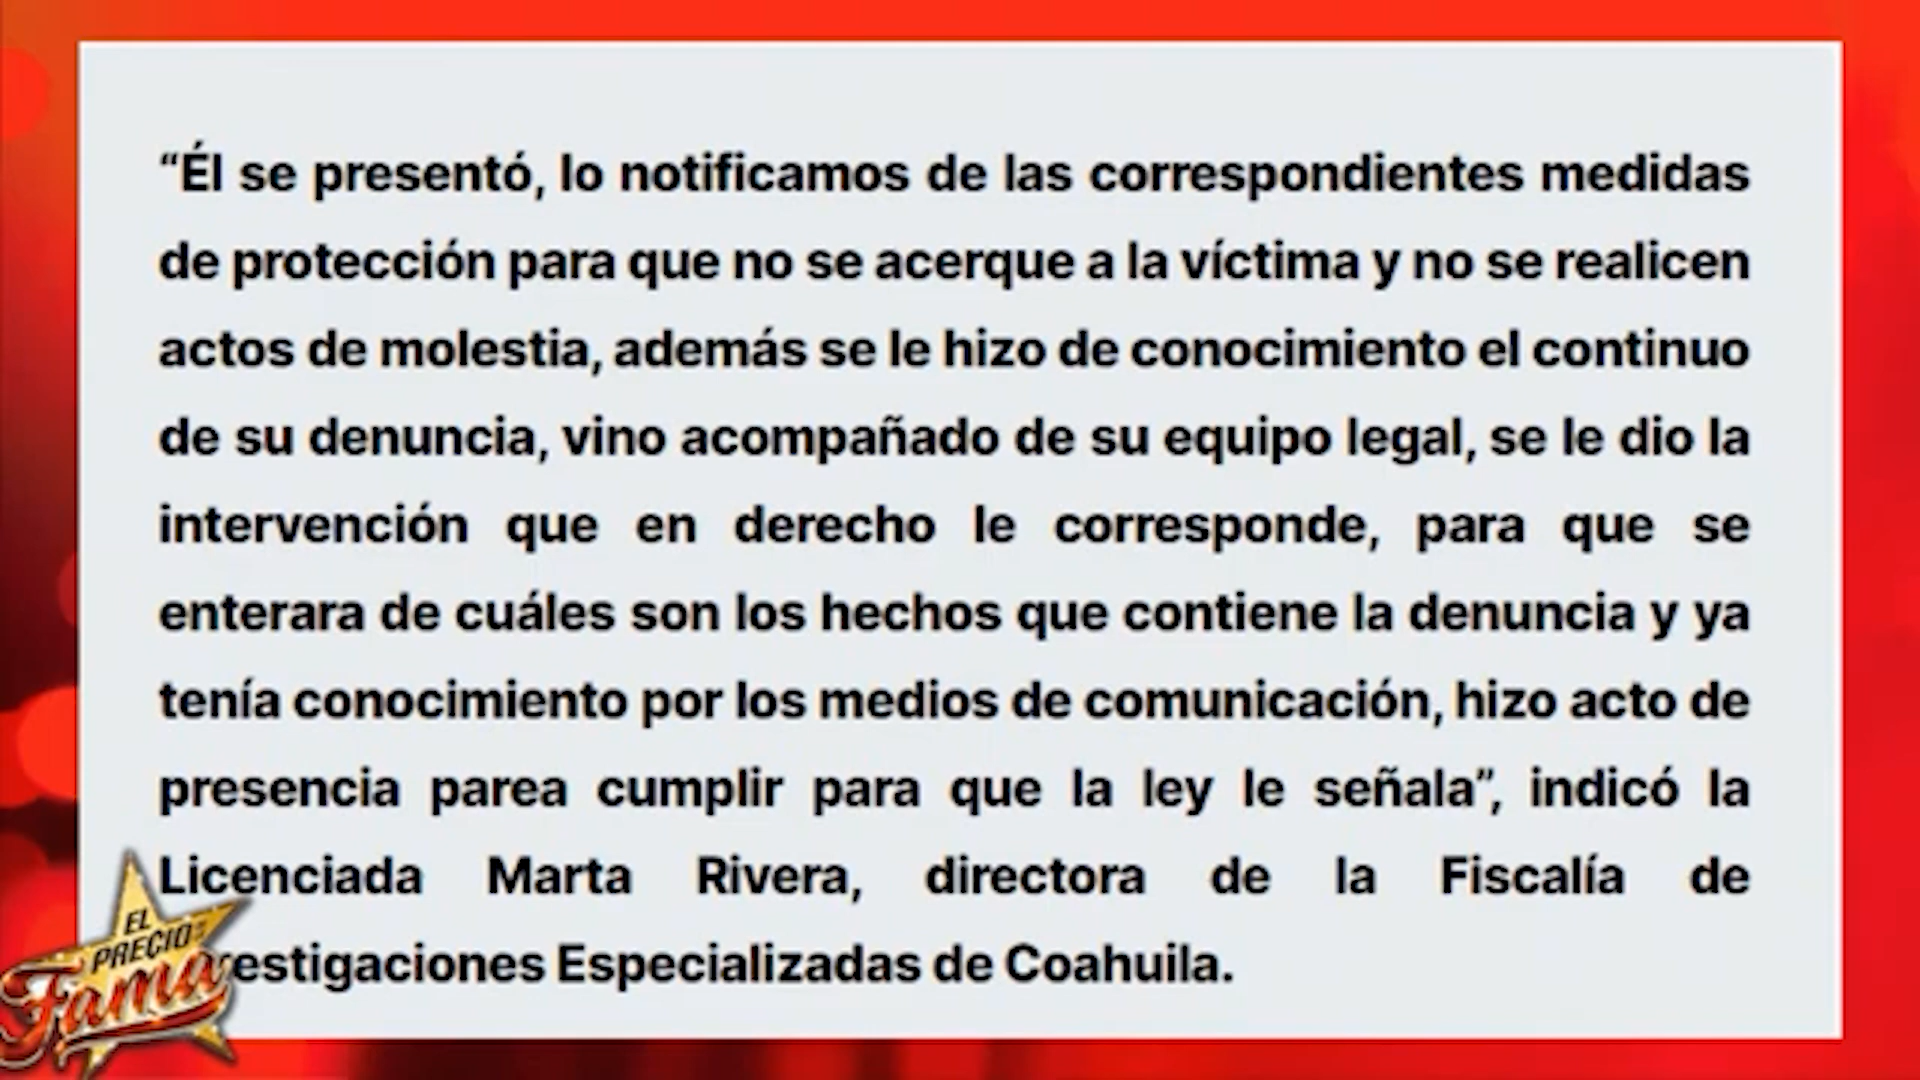 “Él se presentó, lo notificamos de las correspondientes medidas
de protección para que no se acerque a la víctima y no se realicen
actos de molestia, además se le hizo de conocimiento el continuo
de su denuncia, vino acompañado de su equipo legal, se le dio la
intervención que en derecho le corresponde, para que se
enterara de cuáles son los hechos que contiene la denuncia y ya
tenía conocimiento por los medios de comunicación, hizo acto de
presencia parea cumplir para que la ley le señala”, indicó la
Licenciada Marta Rivera, directora de la Fiscalía de
estigaciones Especializadas de Coahuila.
EL
PRECIO
Fama